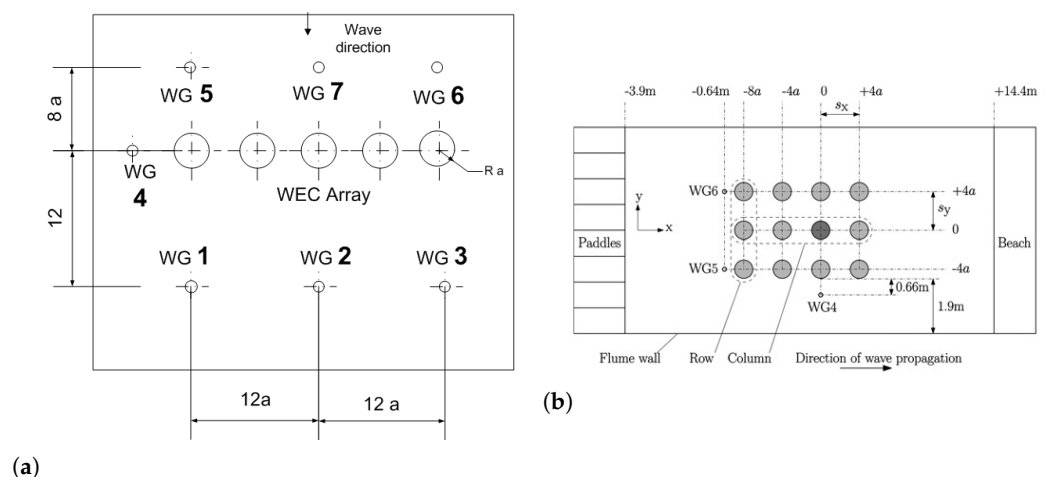 Wave
direction
WG 5
WG 7
WG 6
8 a
WG
4
R a
WEC Array
12
WG 1
WG 2
WG 3
12a
12 a
(a)
-3.9m
-0.64m
-8a
-4a
0
+4a
+14.4m
sx
WG6
+4a
y
sy
x
Paddles
0
Beach
WG5
-4a
0.66m
WG4
1.9m
Flume wall
Row
Column
Direction of wave propagation
(b)